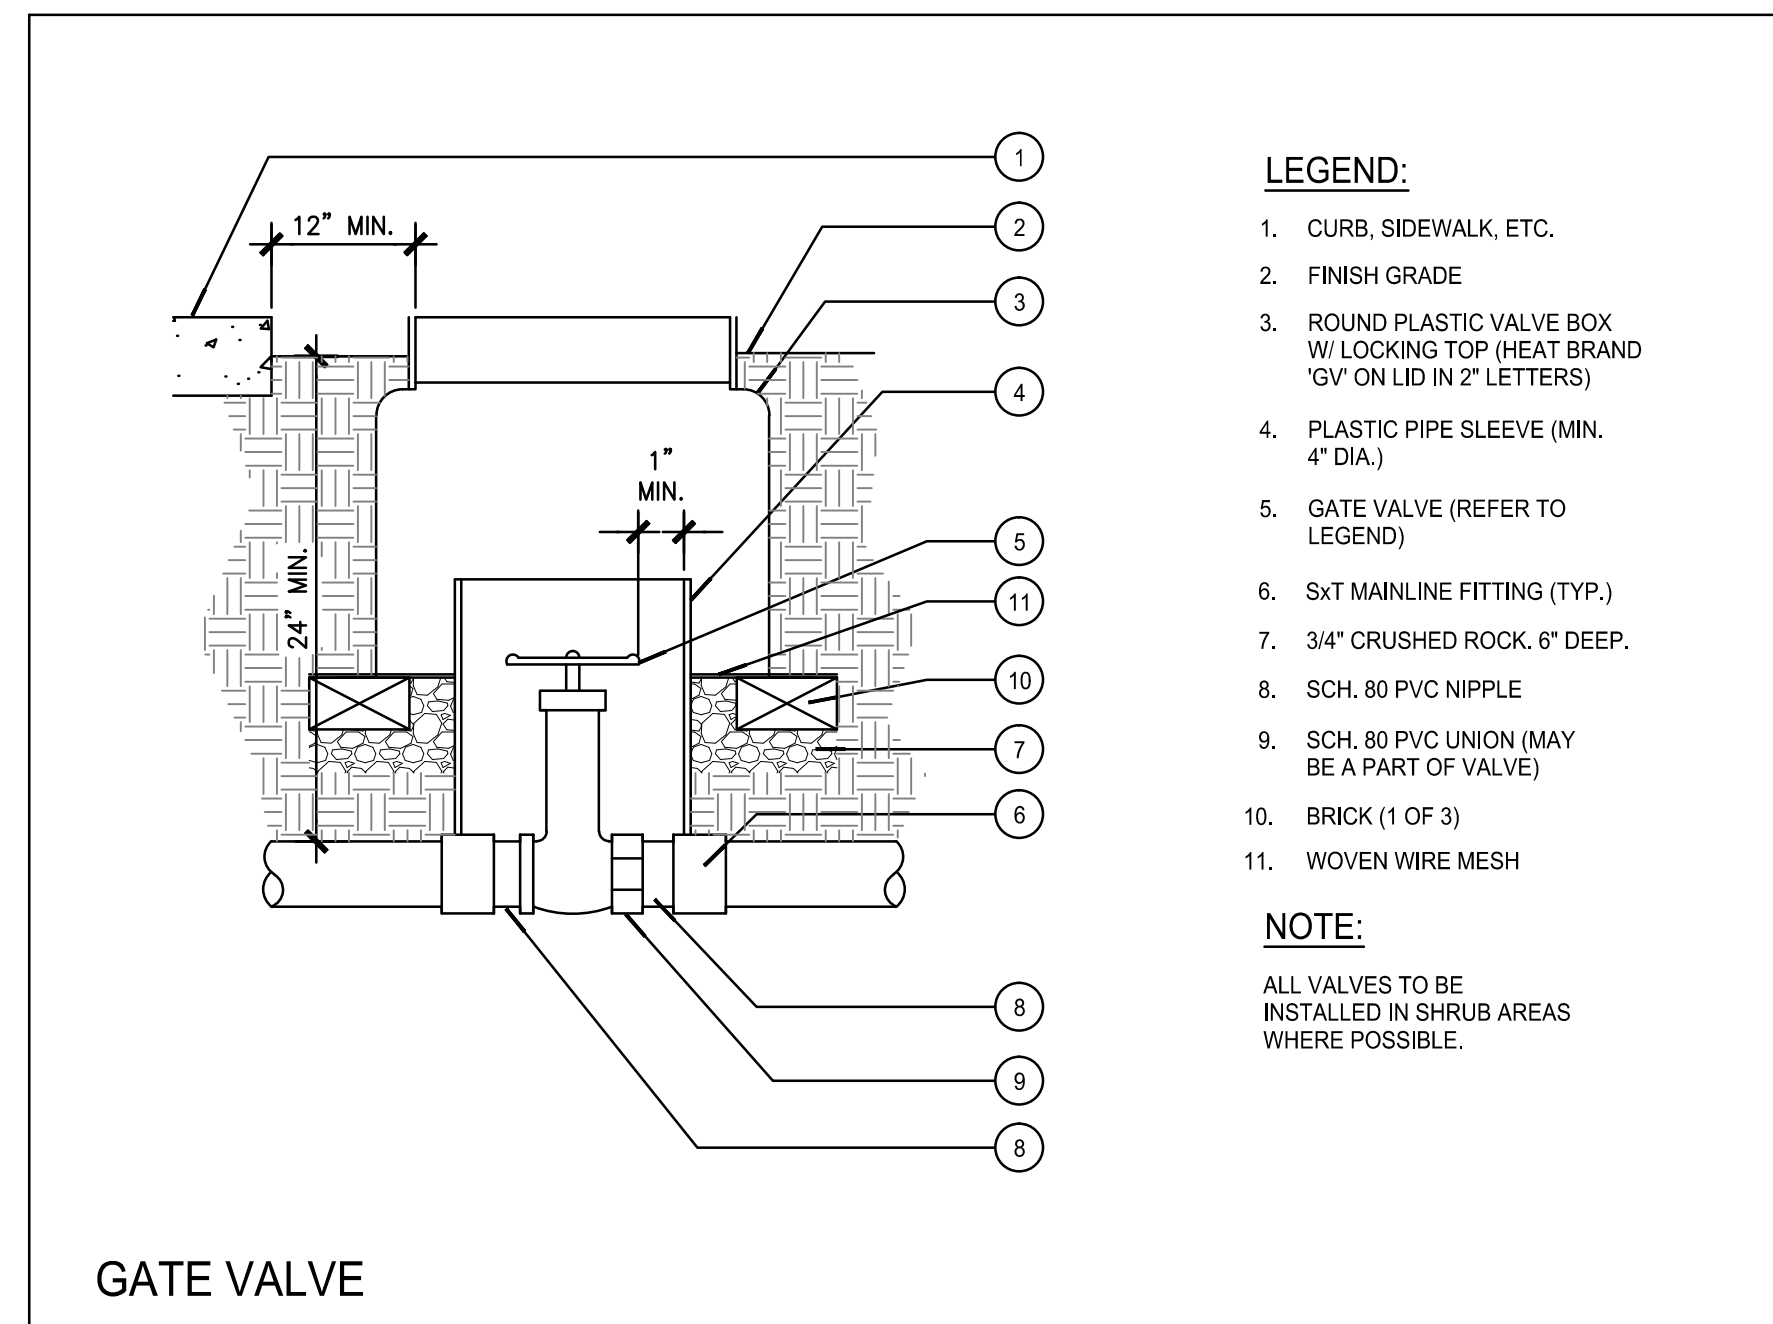 12” MIN.
1”
MIN.
24” MIN.
1
2
3
4
5
11
10
7
6
8
9
8
LEGEND:
1. CURB, SIDEWALK, ETC.
2. FINISH GRADE
3. ROUND PLASTIC VALVE BOX
W/ LOCKING TOP (HEAT BRAND
'GV' ON LID IN 2" LETTERS)
4. PLASTIC PIPE SLEEVE (MIN.
4" DIA.)
5. GATE VALVE (REFER TO
LEGEND)
6. SxT MAINLINE FITTING (TYP.)
7. 3/4" CRUSHED ROCK. 6" DEEP.
8. SCH. 80 PVC NIPPLE
9. SCH. 80 PVC UNION (MAY
BE A PART OF VALVE)
10. BRICK (1 OF 3)
11. WOVEN WIRE MESH
NOTE:
ALL VALVES TO BE
INSTALLED IN SHRUB AREAS
WHERE POSSIBLE.
GATE VALVE